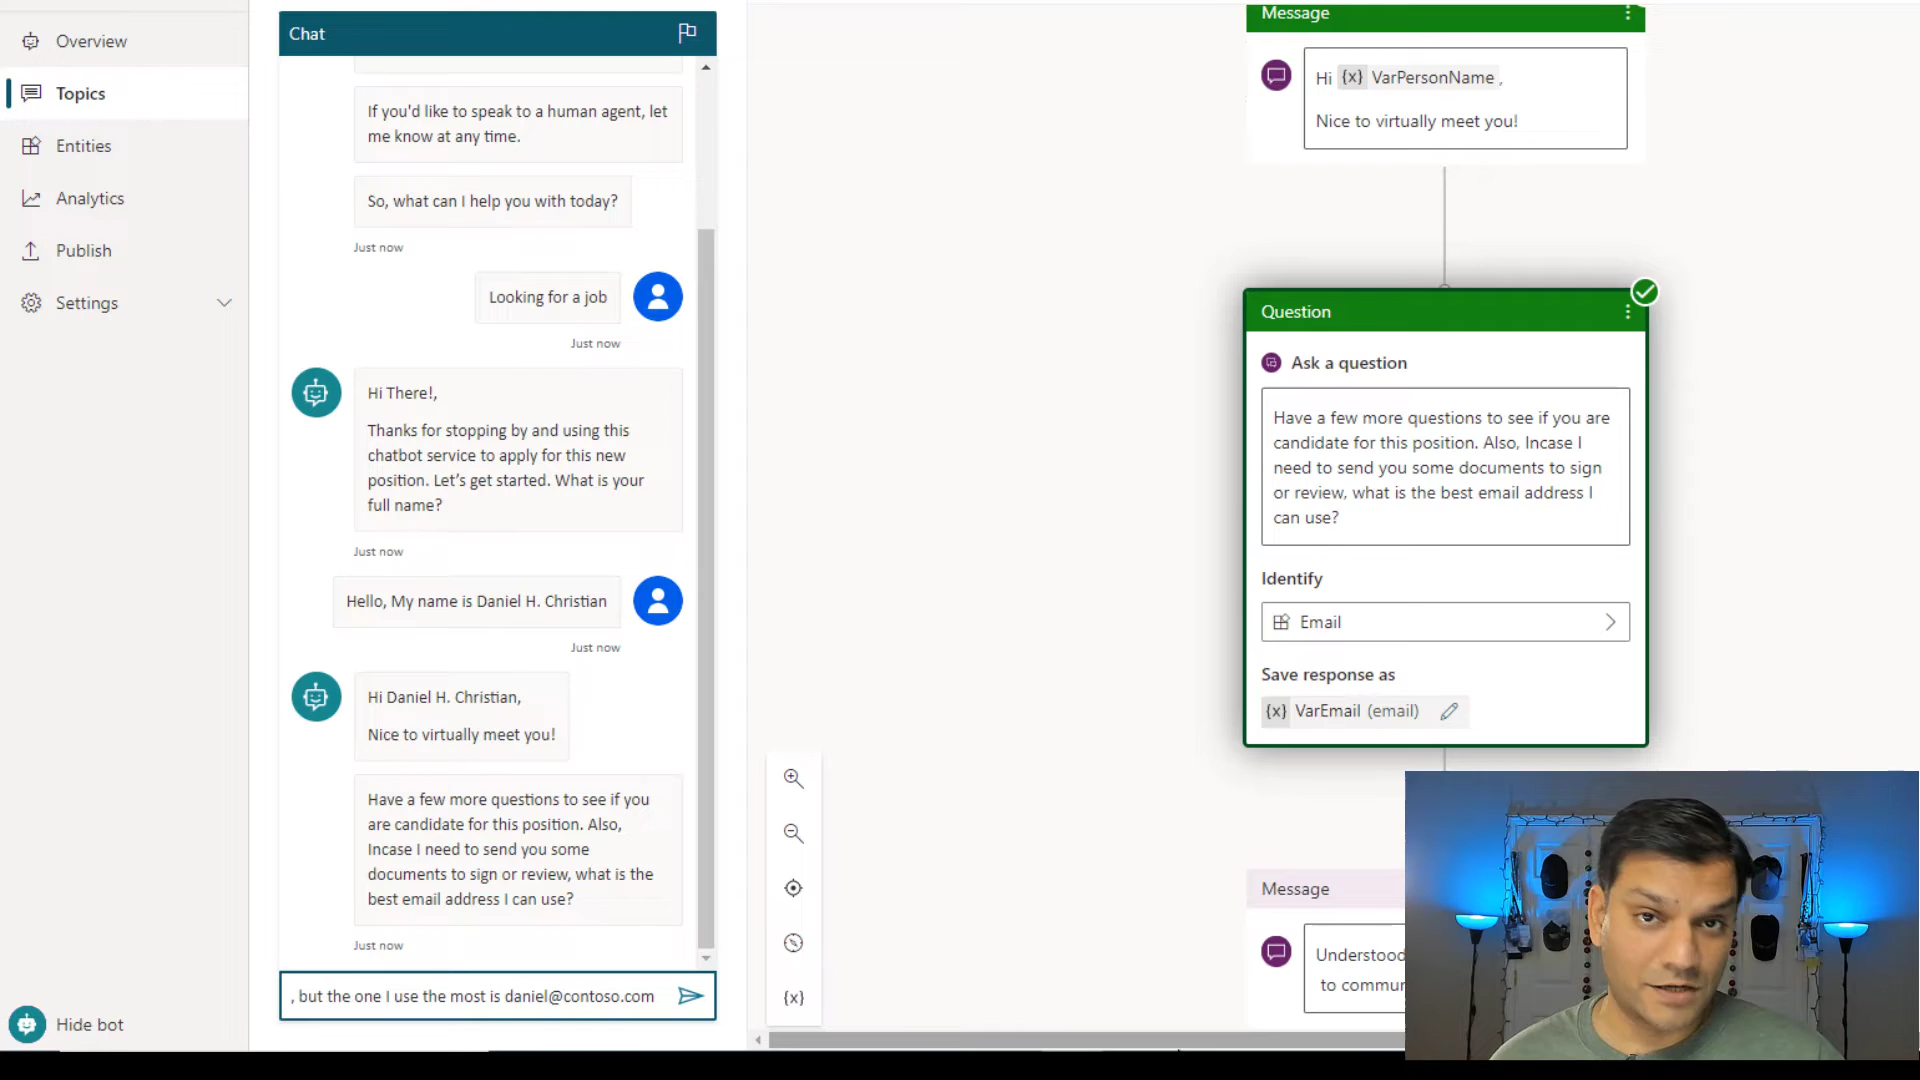 Overview
Topics
Entities
Analytics
Publish
Settings
Hide bot
Chat
If you'd like to speak to a human agent, let
me know at any time.
So, what can I help you with today?
Just now
Looking for a job
Just now
Hi There!,
Thanks for stopping by and using this
chatbot service to apply for this new
position. Let's get started. What is your
full name?
Just now
Hello, My name is Daniel H. Christian
Just now
Hi Daniel H. Christian,
Nice to virtually meet you!
Have a few more questions to see if you
are candidate for this position. Also,
Incase I need to send you some
documents to sign or review, what is the
best email address I can use?
Just now
, but the one I use the most is daniel@contoso.com
{x}
Message
Hi {x} VarPersonName ,
Nice to virtually meet you!
Question
Ask a question
Have a few more questions to see if you are
candidate for this position. Also, Incase I
need to send you some documents to sign
or review, what is the best email address I
can use?
Identify
Email
Save response as
{x} VarEmail (email)
Message
Understood
to commu